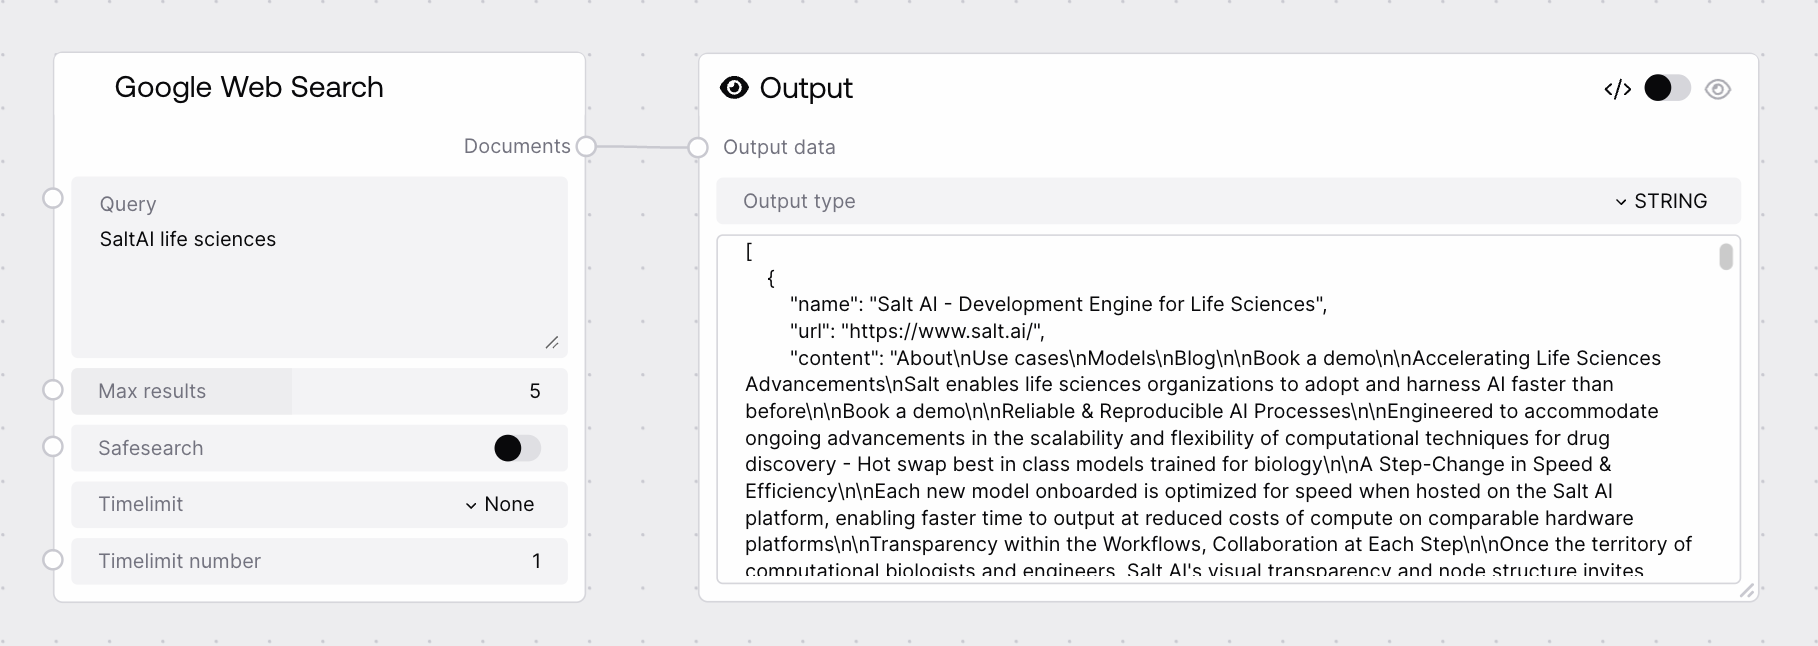 Google Web Search
Documents
Query
SaltAI life sciences
Max results 5
Safesearch
Timelimit None
Timelimit number 1
Output </>
Output data
Output type STRING
[
{
"name": "Salt AI - Development Engine for Life Sciences",
"url": "https://www.salt.ai/",
"content": "About\nUse cases\nModels\nBlog\n\nBook a demo\n\nAccelerating Life Sciences
Advancements\nSalt enables life sciences organizations to adopt and harness AI faster than
before\n\nBook a demo\n\nReliable & Reproducible AI Processes\n\nEngineered to accommodate
ongoing advancements in the scalability and flexibility of computational techniques for drug
discovery - Hot swap best in class models trained for biology\n\nA Step-Change in Speed &
Efficiency\n\nEach new model onboarded is optimized for speed when hosted on the Salt AI
platform, enabling faster time to output at reduced costs of compute on comparable hardware
platforms\n\nTransparency within the Workflows, Collaboration at Each Step\n\nOnce the territory of
computational biologists and engineers, Salt AI's visual transparency and node structure invites